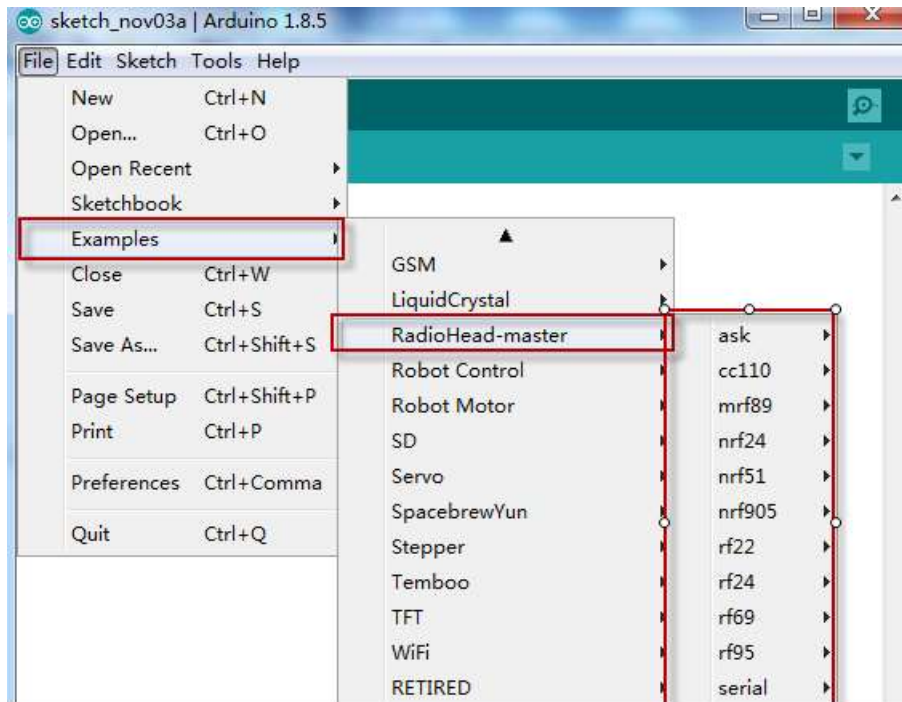 sketch_nov03a | Arduino 1.8.5
File Edit Sketch Tools Help
New Ctrl+N
Open... Ctrl+O
Open Recent
Sketchbook
Examples
Close Ctrl+W
Save Ctrl+S
Save As... Ctrl+Shift+S
Page Setup Ctrl+Shift+P
Print Ctrl+P
Preferences Ctrl+Comma
Quit Ctrl+Q
GSM
LiquidCrystal
RadioHead-master
Robot Control
Robot Motor
SD
Servo
SpacebrewYun
Stepper
Temboo
TFT
WiFi
RETIRED
ask
cc110
mrf89
nrf24
nrf51
nrf905
rf22
rf24
rf69
rf95
serial